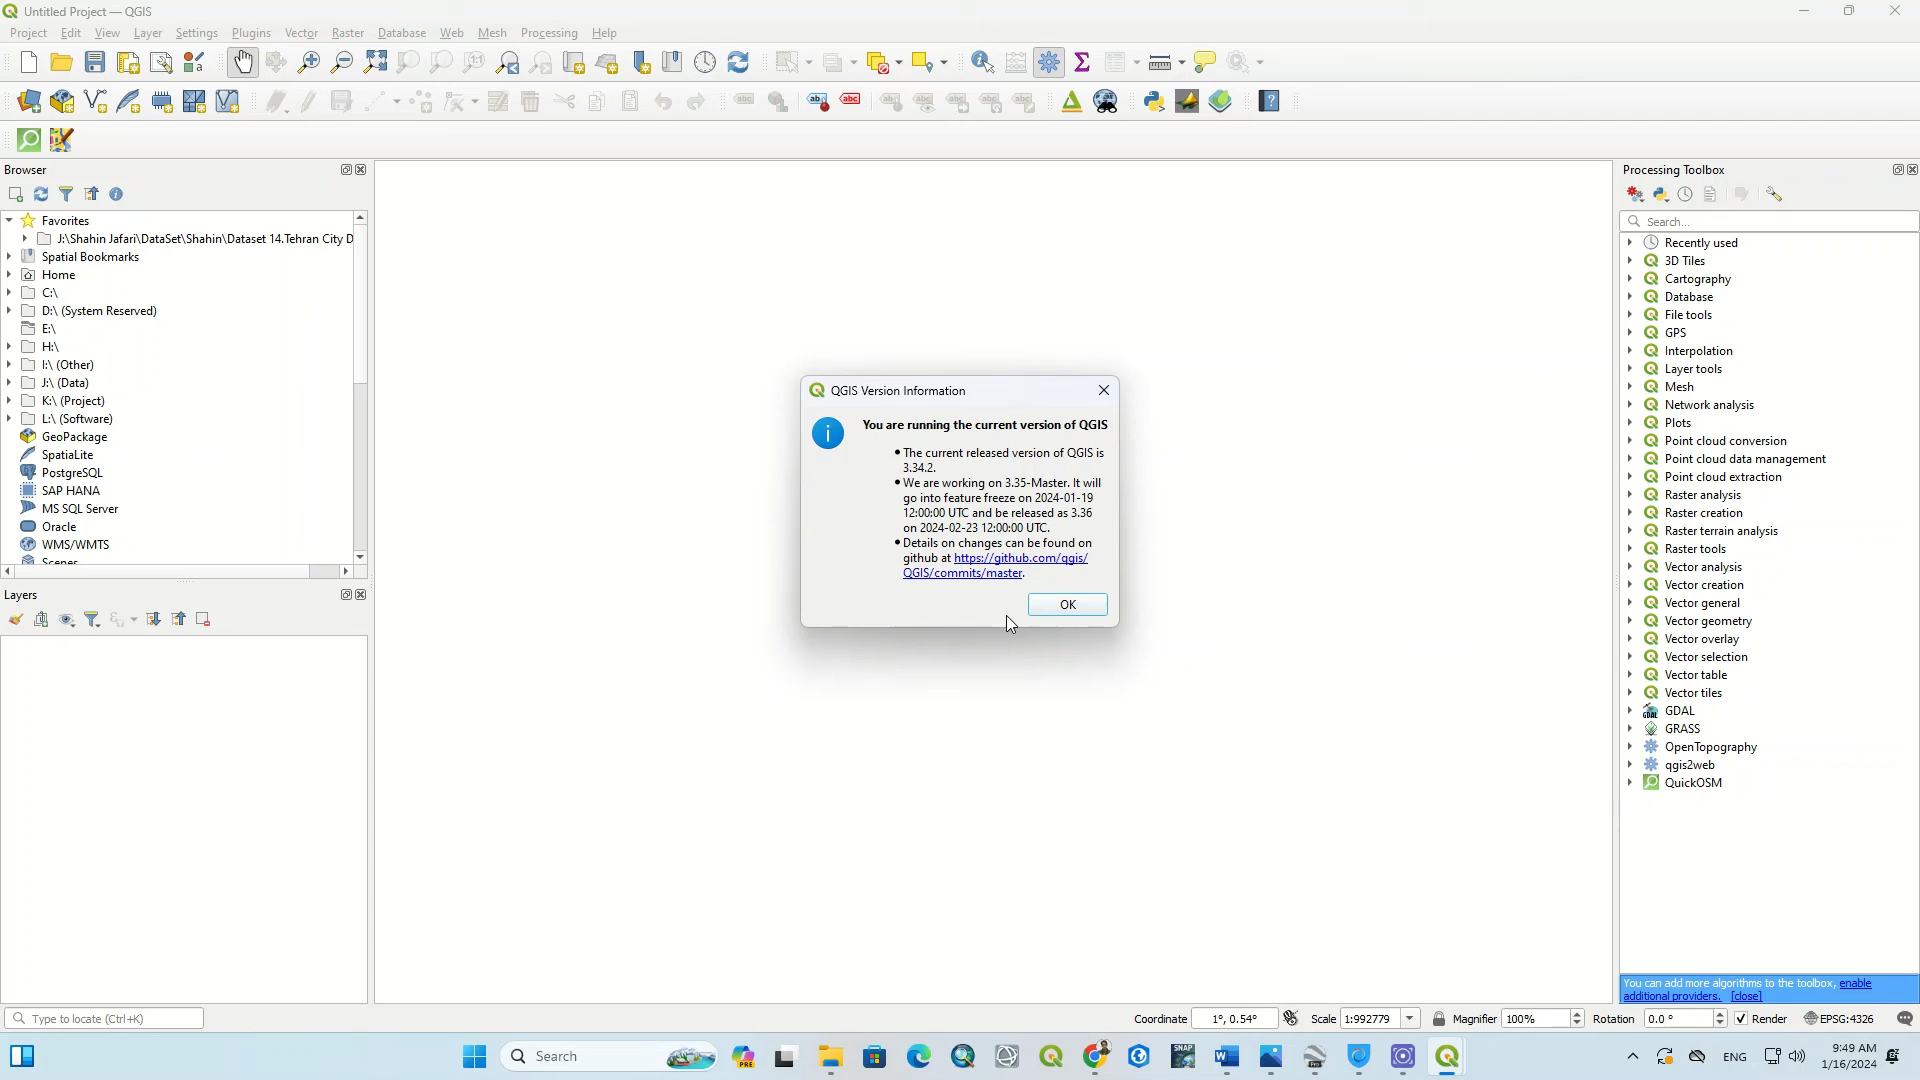 Untitled Project — QGIS
Project Edit View Layer Settings Plugins Vector Raster Database Web Mesh Processing Help
Browser
Favorites
J:\Shahin Jafari\DataSet\Shahin\Dataset 14.Tehran City D
Spatial Bookmarks
Home
C:\
D:\ (System Reserved)
E:\
H:\
I:\ (Other)
J:\ (Data)
K:\ (Project)
L:\ (Software)
GeoPackage
SpatiaLite
PostgreSQL
SAP HANA
MS SQL Server
Oracle
WMS/WMTS
Scenes
Layers
QGIS Version Information
You are running the current version of QGIS
• The current released version of QGIS is
3.34.2.
• We are working on 3.35-Master. It will
go into feature freeze on 2024-01-19
12:00:00 UTC and be released as 3.36
on 2024-02-23 12:00:00 UTC.
• Details on changes can be found on
github at https://github.com/qgis/
QGIS/commits/master.
OK
Processing Toolbox
Search...
Recently used
3D Tiles
Cartography
Database
File tools
GPS
Interpolation
Layer tools
Mesh
Network analysis
Plots
Point cloud conversion
Point cloud data management
Point cloud extraction
Raster analysis
Raster creation
Raster terrain analysis
Raster tools
Vector analysis
Vector creation
Vector general
Vector geometry
Vector overlay
Vector selection
Vector table
Vector tiles
GDAL
GRASS
OpenTopography
qgis2web
QuickOSM
You can add more algorithms to the toolbox, enable
additional providers. [close]
Type to locate (Ctrl+K)
Coordinate 1°, 0.54° Scale 1:992779 Magnifier 100% Rotation 0.0 ° Render EPSG:4326
Search
ENG
9:49 AM
1/16/2024